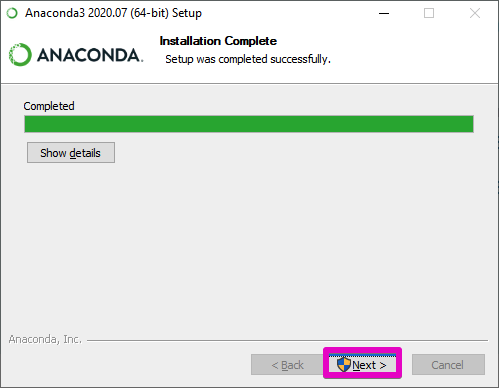 Anaconda3 2020.07 (64-bit) Setup
ANACONDA.
Installation Complete
Setup was completed successfully.
Completed
Show details
Anaconda, Inc.
< Back
Next >
Cancel